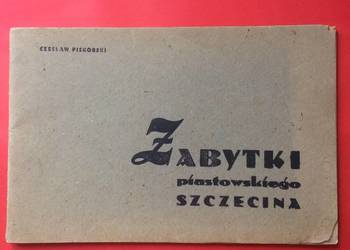 CZESŁAW PISKORSKI
ZABYTKI
piastowskiego
SZCZECINA